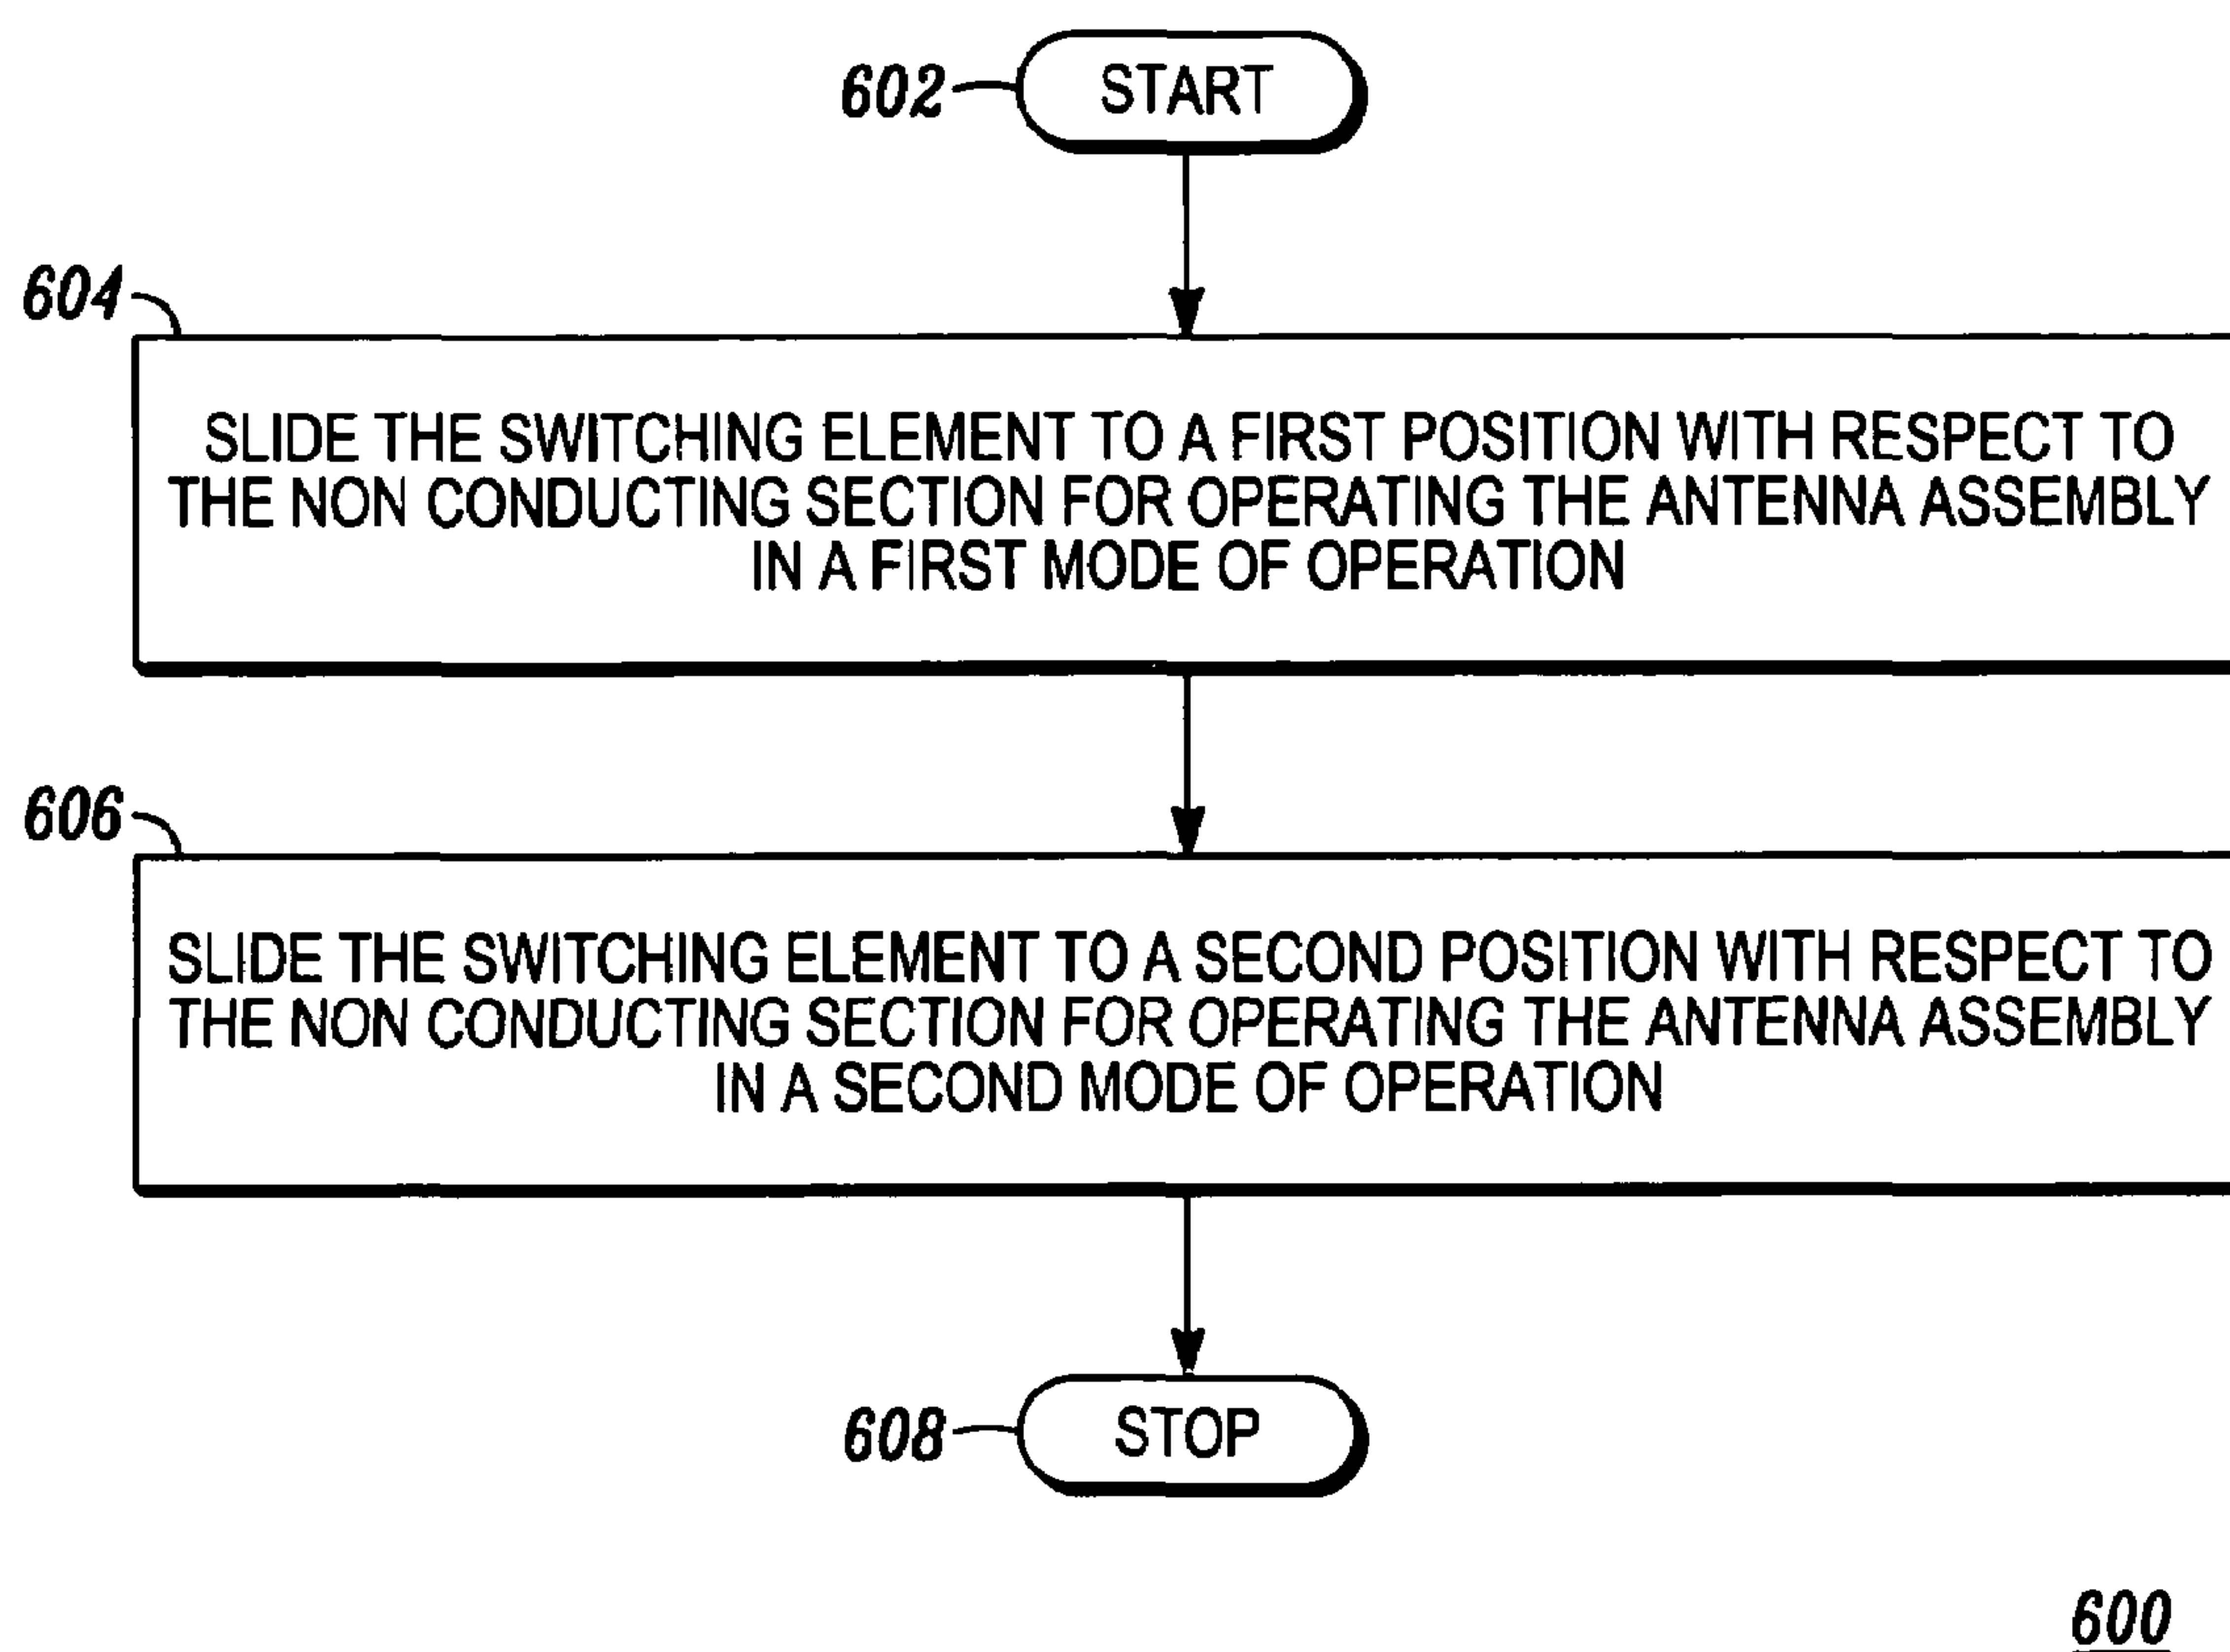 602
START
604
SLIDE THE SWITCHING ELEMENT TO A FIRST POSITION WITH RESPECT TO
THE NON CONDUCTING SECTION FOR OPERATING THE ANTENNA ASSEMBLY
IN A FIRST MODE OF OPERATION
606
SLIDE THE SWITCHING ELEMENT TO A SECOND POSITION WITH RESPECT TO
THE NON CONDUCTING SECTION FOR OPERATING THE ANTENNA ASSEMBLY
IN A SECOND MODE OF OPERATION
608
STOP
600